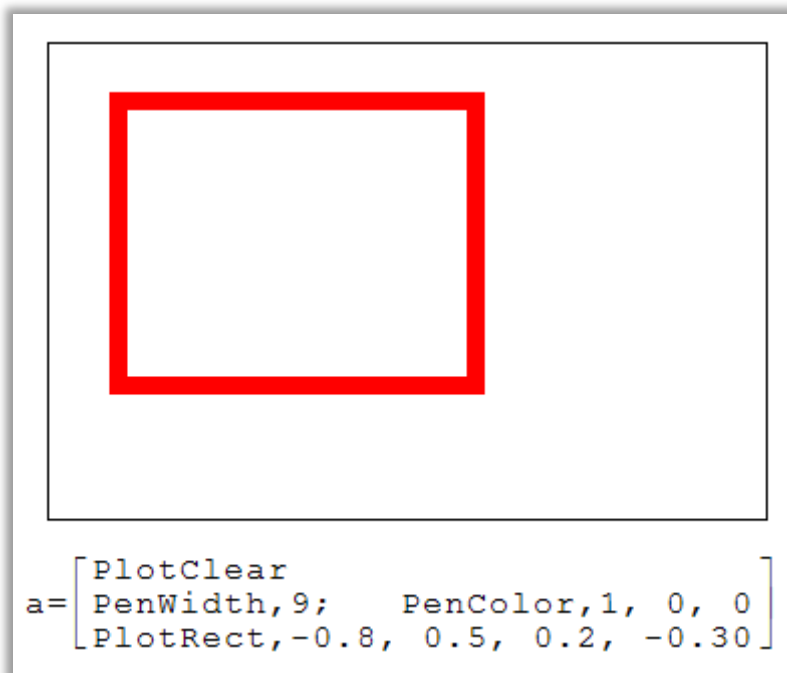 PlotClear
a= PenWidth,9; PenColor,1, 0, 0
PlotRect,-0.8, 0.5, 0.2, -0.30